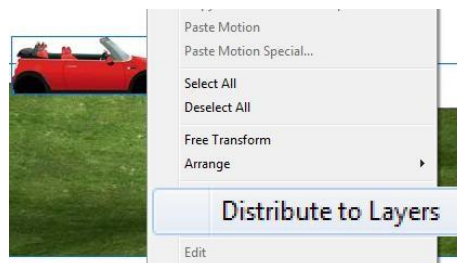 Paste Motion
Paste Motion Special...
Select All
Deselect All
Free Transform
Arrange
Distribute to Layers
Edit